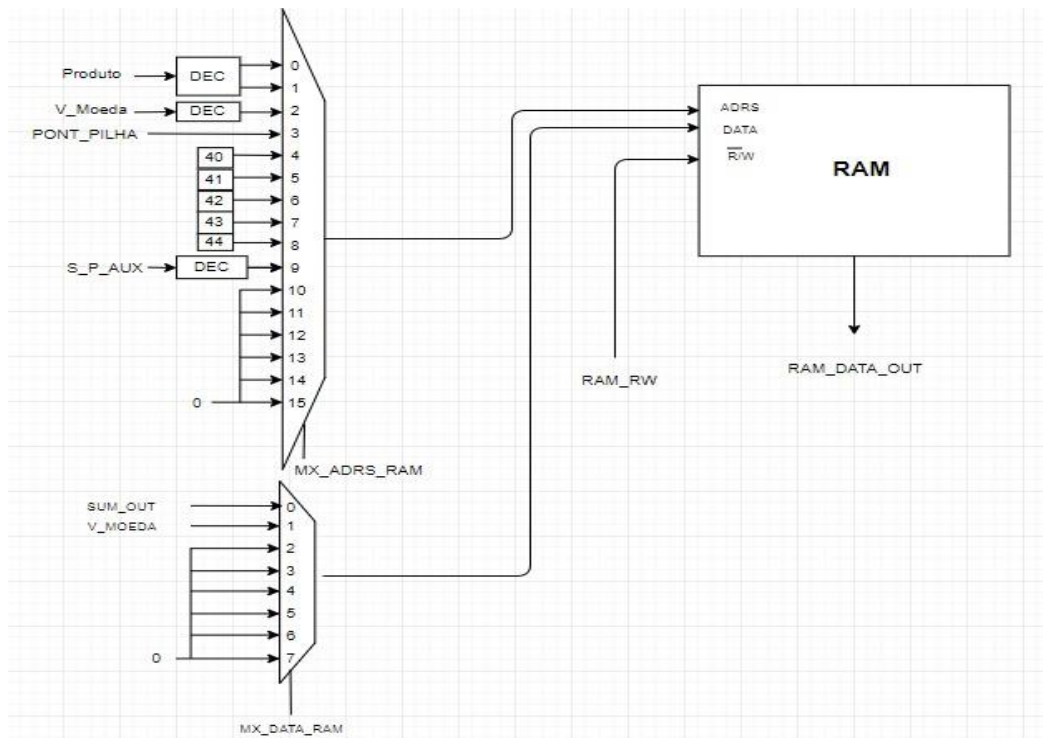 Produto
DEC
0
1
V_Moeda
DEC
2
PONT_PILHA
3
40
4
41
5
42
6
43
7
44
8
S_P_AUX
DEC
9
10
11
12
13
14
0
15
MX_ADRS_RAM
SUM_OUT
0
V_MOEDA
1
2
3
4
5
6
0
7
MX_DATA_RAM
ADRS
DATA
R/W
RAM
RAM_RW
RAM_DATA_OUT